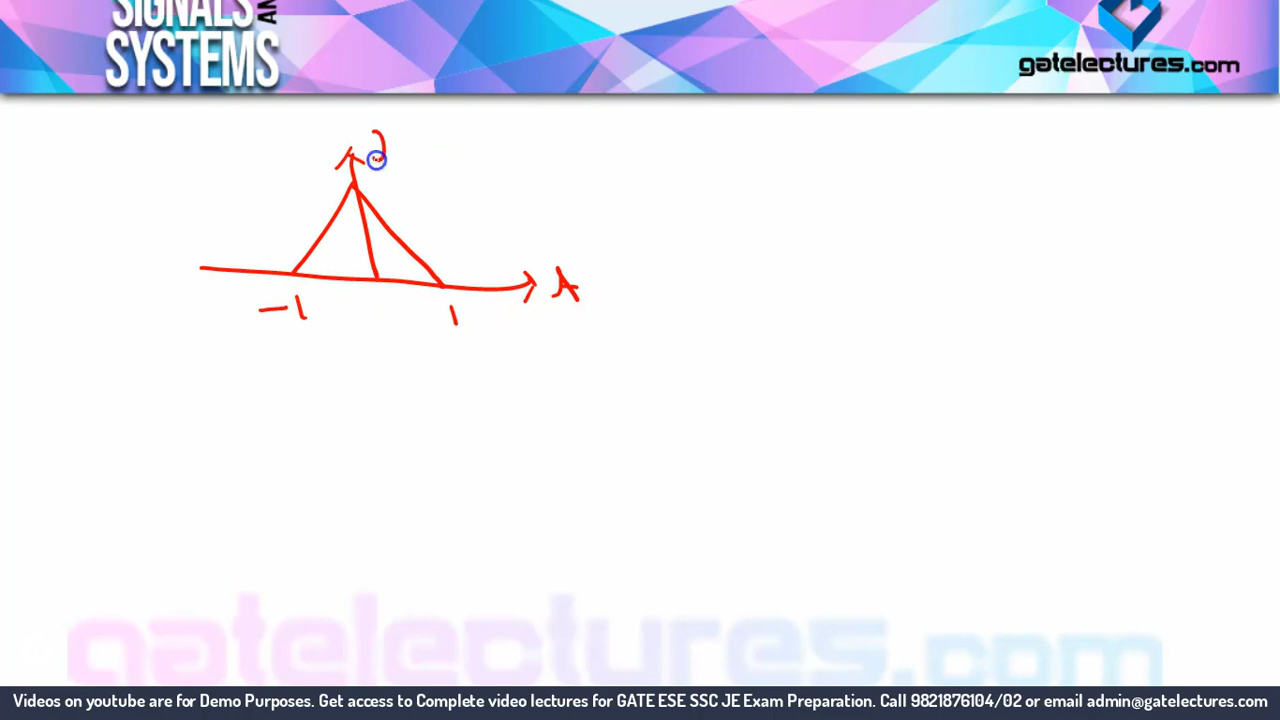 SIGNALS AN
SYSTEMS
gatelectures.com
-1
1
gatelectures.com
Videos on youtube are for Demo Purposes. Get access to Complete video lectures for GATE ESE SSC JE Exam Preparation. Call 9821876104/02 or email admin@gatelectures.com